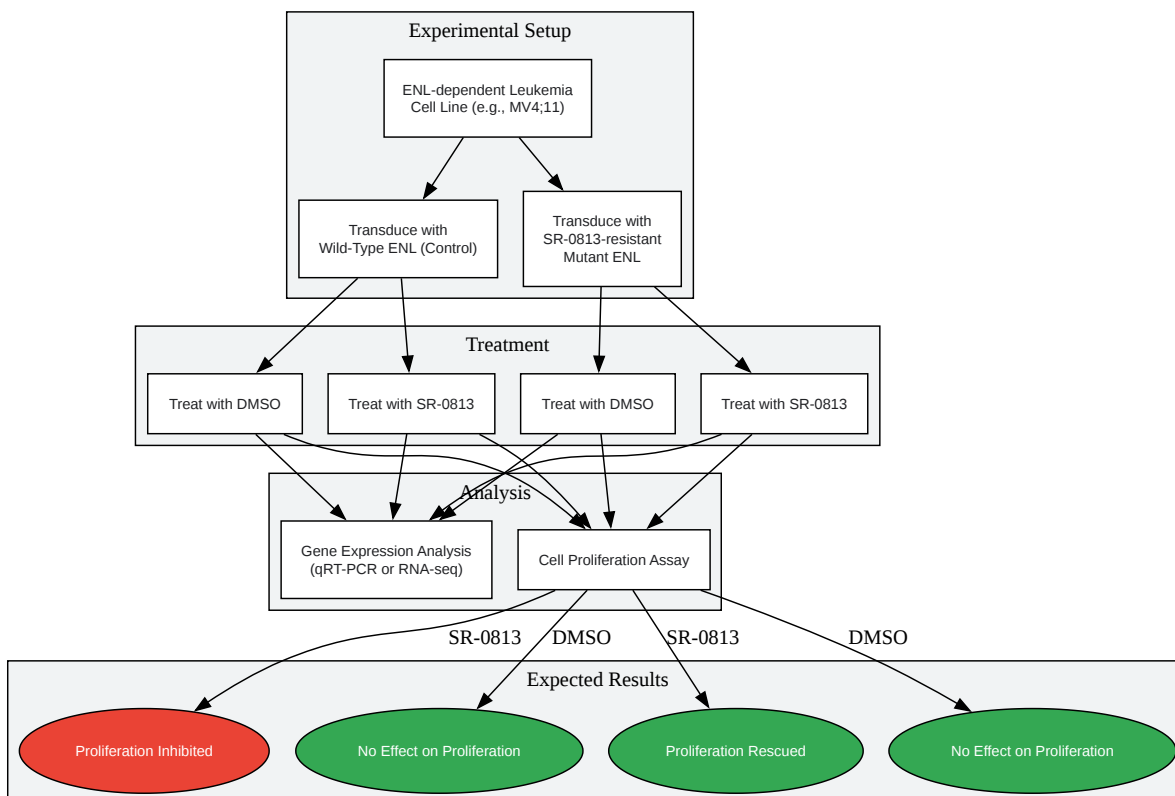 Experimental Setup
ENL-dependent Leukemia
Cell Line (e.g., MV4;11)
Transduce with
Wild-Type ENL (Control)
Transduce with
SR-0813-resistant
Mutant ENL
Treatment
Treat with DMSO
Treat with SR-0813
Treat with DMSO
Treat with SR-0813
Analysis
Gene Expression Analysis
(qRT-PCR or RNA-seq)
Cell Proliferation Assay
SR-0813
DMSO
SR-0813
DMSO
Expected Results
Proliferation Inhibited
No Effect on Proliferation
Proliferation Rescued
No Effect on Proliferation